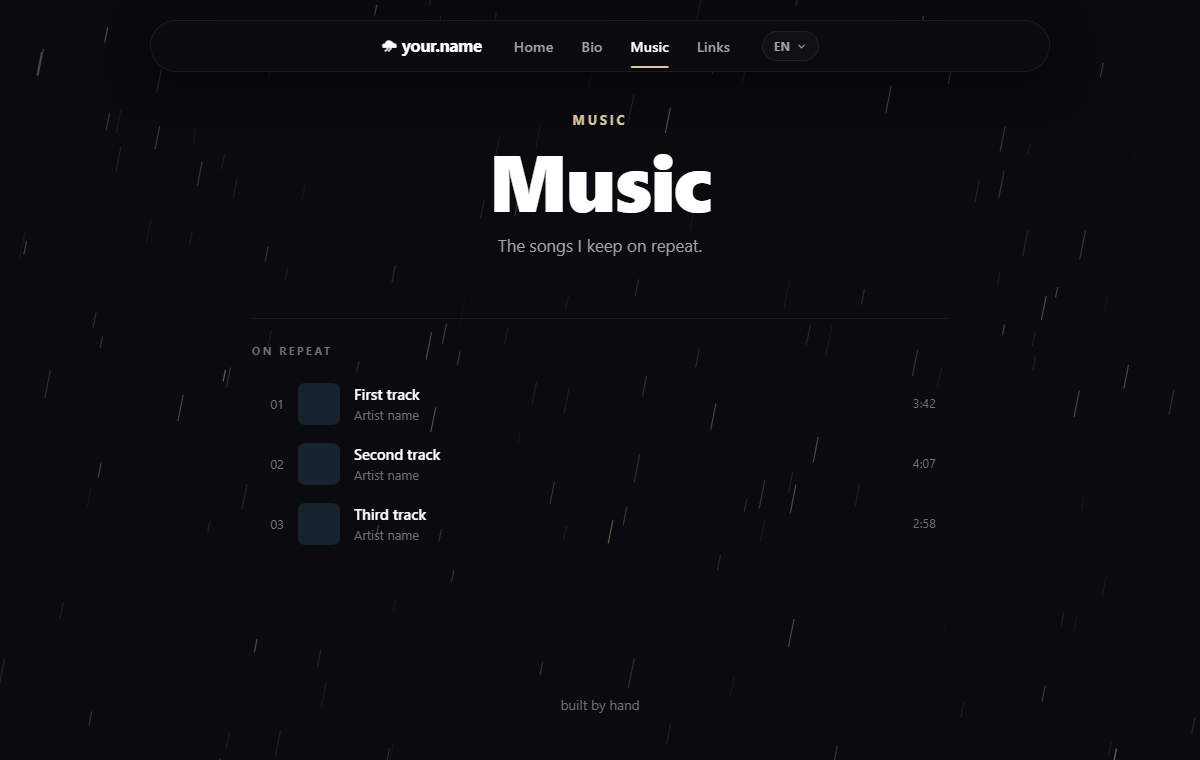 your.name Home Bio Music Links EN
MUSIC
Music
The songs I keep on repeat.
ON REPEAT
01 First track 3:42
Artist name
02 Second track 4:07
Artist name
03 Third track 2:58
Artist name
built by hand